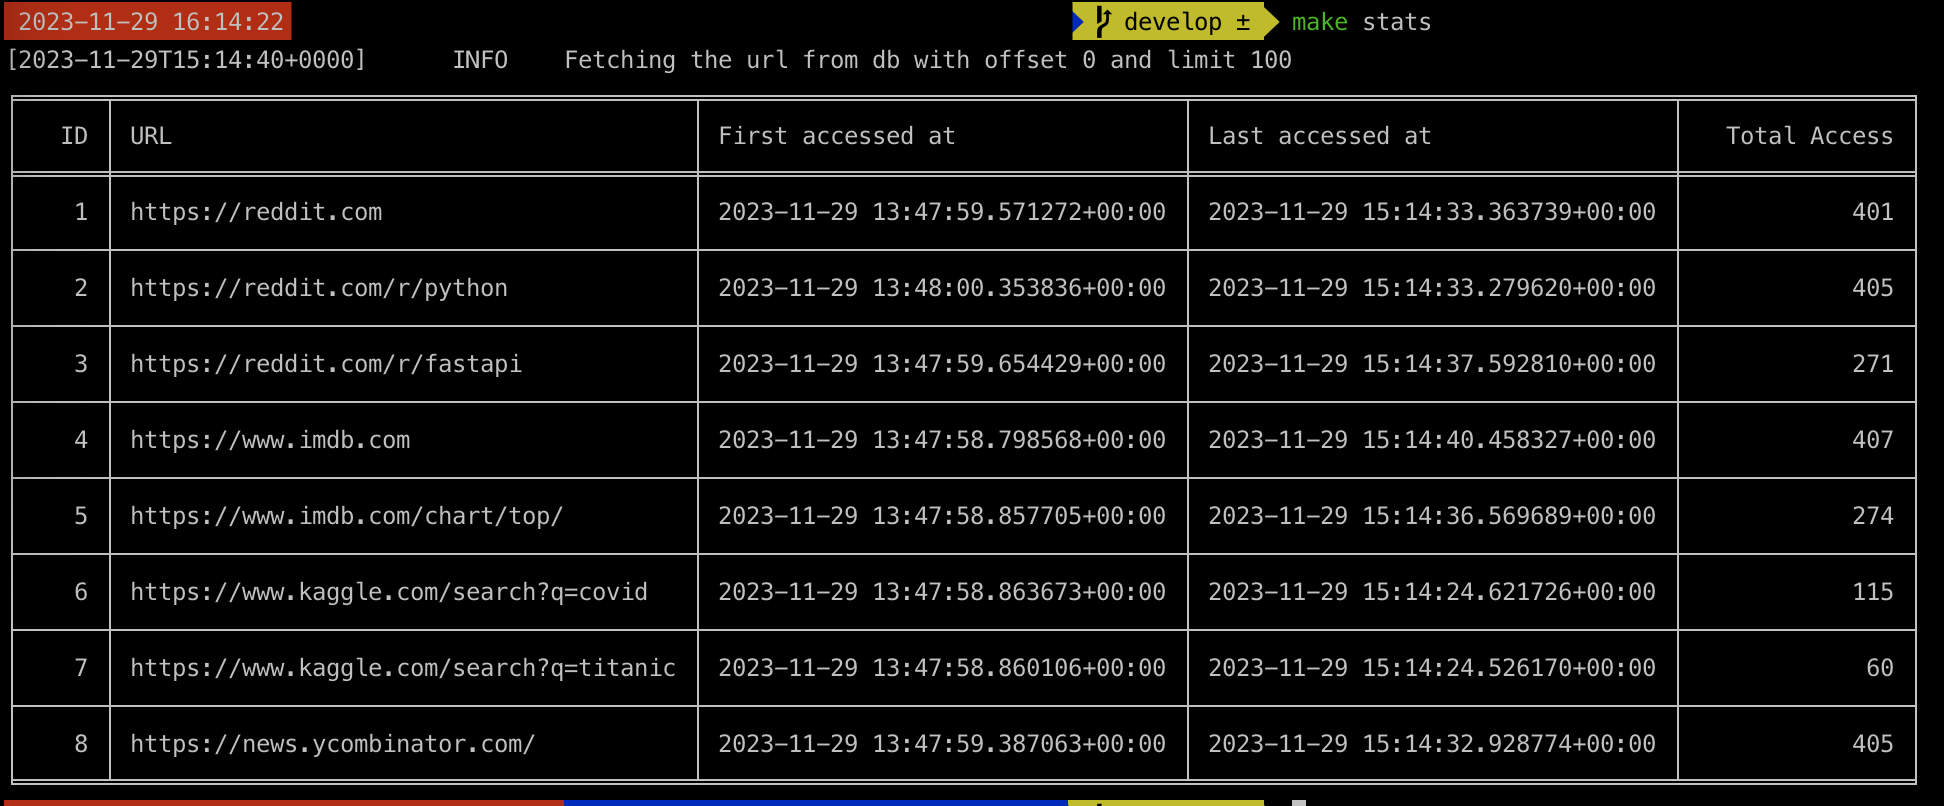 2023-11-29 16:14:22 develop ± make stats
[2023-11-29T15:14:40+0000] INFO Fetching the url from db with offset 0 and limit 100
ID URL First accessed at Last accessed at Total Access
1 https://reddit.com 2023-11-29 13:47:59.571272+00:00 2023-11-29 15:14:33.363739+00:00 401
2 https://reddit.com/r/python 2023-11-29 13:48:00.353836+00:00 2023-11-29 15:14:33.279620+00:00 405
3 https://reddit.com/r/fastapi 2023-11-29 13:47:59.654429+00:00 2023-11-29 15:14:37.592810+00:00 271
4 https://www.imdb.com 2023-11-29 13:47:58.798568+00:00 2023-11-29 15:14:40.458327+00:00 407
5 https://www.imdb.com/chart/top/ 2023-11-29 13:47:58.857705+00:00 2023-11-29 15:14:36.569689+00:00 274
6 https://www.kaggle.com/search?q=covid 2023-11-29 13:47:58.863673+00:00 2023-11-29 15:14:24.621726+00:00 115
7 https://www.kaggle.com/search?q=titanic 2023-11-29 13:47:58.860106+00:00 2023-11-29 15:14:24.526170+00:00 60
8 https://news.ycombinator.com/ 2023-11-29 13:47:59.387063+00:00 2023-11-29 15:14:32.928774+00:00 405